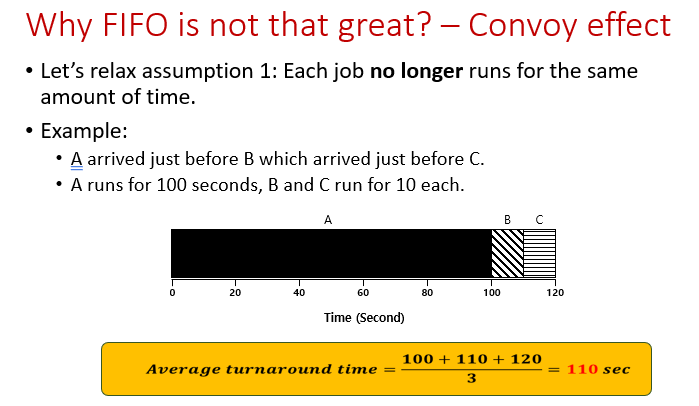 Why FIFO is not that great? – Convoy effect
• Let's relax assumption 1: Each job no longer runs for the same
amount of time.
• Example:
• A arrived just before B which arrived just before C.
• A runs for 100 seconds, B and C run for 10 each.
A B C
0 20 40 60 80 100 120
Time (Second)
Average turnaround time = (100 + 110 + 120) / 3 = 110 sec